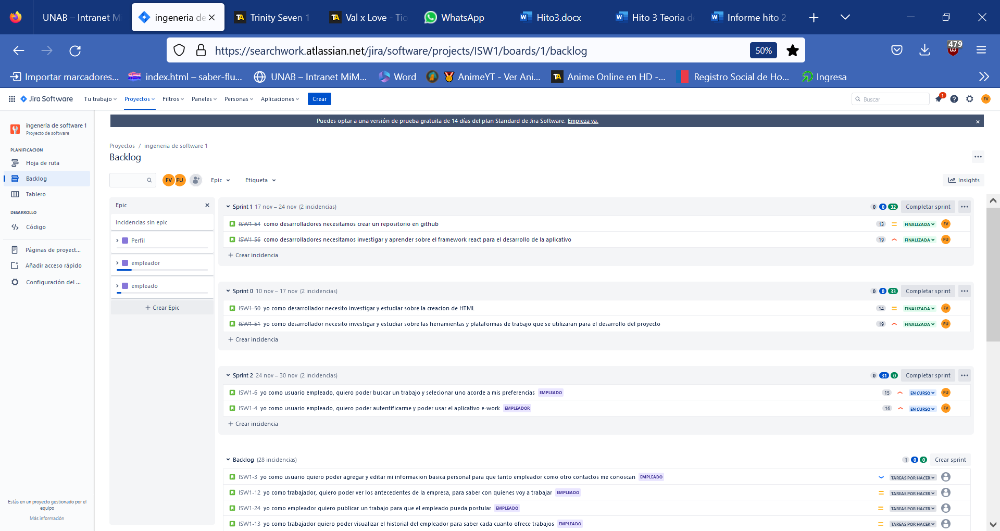 UNAB – Intranet M
ingenieria de
TA Trinity Seven 1
TA Val x Love - Tio
WhatsApp
Hito3.docx
Hito 3 Teoria d
Informe hito 2
https://searchwork.atlassian.net/jira/software/projects/ISW1/boards/1/backlog
50%
479
Importar marcadores...
index.html – saber-flu...
UNAB – Intranet MiM...
Word
AnimeYT - Ver Ani...
TA Anime Online en HD -...
Registro Social de Ho...
Ingresa
Jira Software
Tu trabajo
Proyectos
Filtros
Paneles
Personas
Aplicaciones
Crear
Buscar
1
FV
ingeneria de software 1
Proyecto de software
Puedes optar a una versión de prueba gratuita de 14 días del plan Standard de Jira Software. Empieza ya.
PLANIFICACIÓN
Hoja de ruta
Backlog
Tablero
DESARROLLO
Código
Páginas de proyect...
Añadir acceso rápido
Configuración del ...
Estás en un proyecto gestionado por el
equipo
Más información
Proyectos / ingeneria de software 1
Backlog
FV FU
Epic
Etiqueta
Insights
Epic
Incidencias sin epic
Perfil
empleador
empleado
+ Crear Epic
Sprint 1 17 nov – 24 nov (2 incidencias) 0 0 32 Completar sprint
ISW1-54 como desarrolladores necesitamos crear un repositorio en github 13 FINALIZADA FV
ISW1-56 como desarrolladores necesitamos investigar y aprender sobre el framework react para el desarrollo de la aplicativo 19 FINALIZADA FU
+ Crear incidencia
Sprint 0 10 nov – 17 nov (2 incidencias) 0 0 33 Completar sprint
ISW1-50 yo como desarrollador necesito investigar y estudiar sobre la creacion de HTML 14 FINALIZADA FV
ISW1-51 yo como desarrollador necesito investigar y estudiar sobre las herramientas y plataformas de trabajo que se utilizaran para el desarrollo del proyecto 19 FINALIZADA FU
+ Crear incidencia
Sprint 2 24 nov – 30 nov (2 incidencias) 0 31 0 Completar sprint
ISW1-6 yo como usuario empleado, quiero poder buscar un trabajo y selecionar uno acorde a mis preferencias EMPLEADO 15 EN CURSO FU
ISW1-4 yo como usuario empleado, quiero poder autentificarme y poder usar el aplicativo e-work EMPLEADOR 16 EN CURSO FV
+ Crear incidencia
Backlog (28 incidencias) 1 0 0 Crear sprint
ISW1-3 yo como usuario quiero poder agregar y editar mi informacion basica personal para que tanto empleador como otro contactos me conoscan EMPLEADO TAREAS POR HACER
ISW1-12 yo como trabajador, quiero poder ver los antecedentes de la empresa, para saber con quienes voy a trabajar EMPLEADO TAREAS POR HACER
ISW1-24 yo como empleador quiero publicar un trabajo para que el empleado pueda postular EMPLEADO TAREAS POR HACER
ISW1-13 yo como trabajador quiero poder visualizar el historial del empleador para saber cada cuanto ofrece trabajos EMPLEADO TAREAS POR HACER